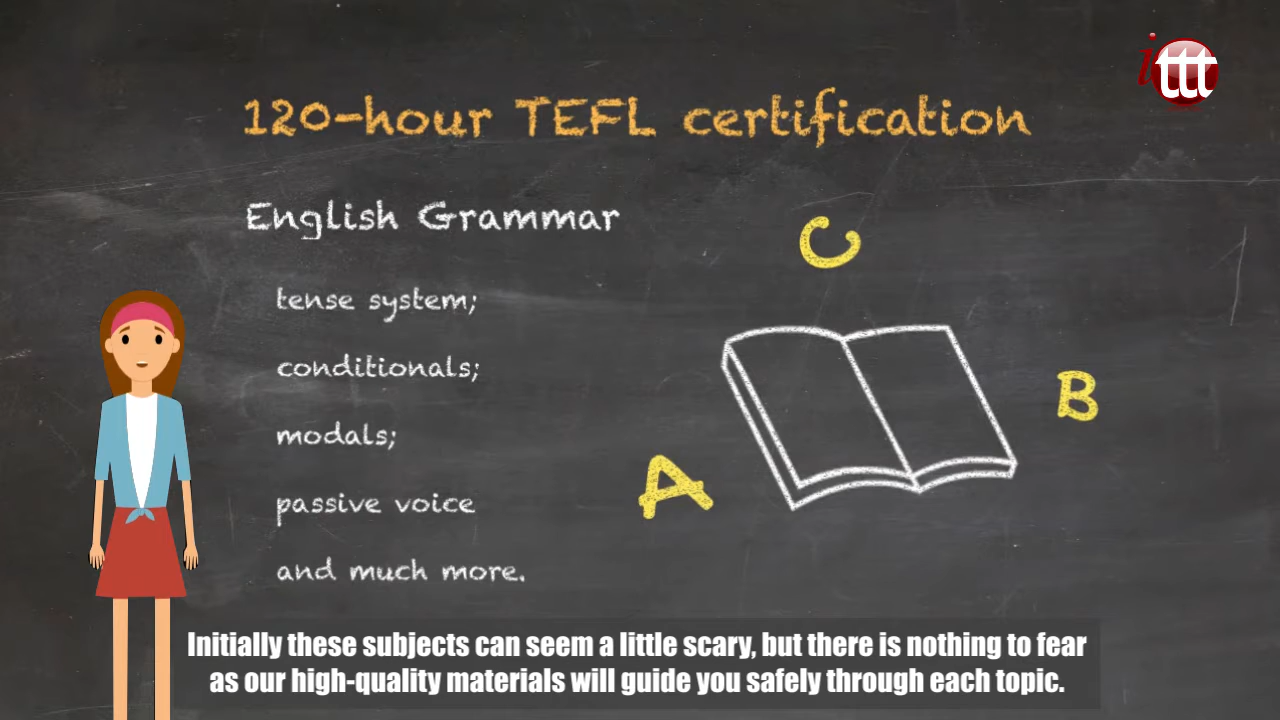 ittt
120-hour TEFL certification
English Grammar
C
tense system;
conditionals;
B
modals;
A
passive voice
and much more.
Initially these subjects can seem a little scary, but there is nothing to fear
as our high-quality materials will guide you safely through each topic.